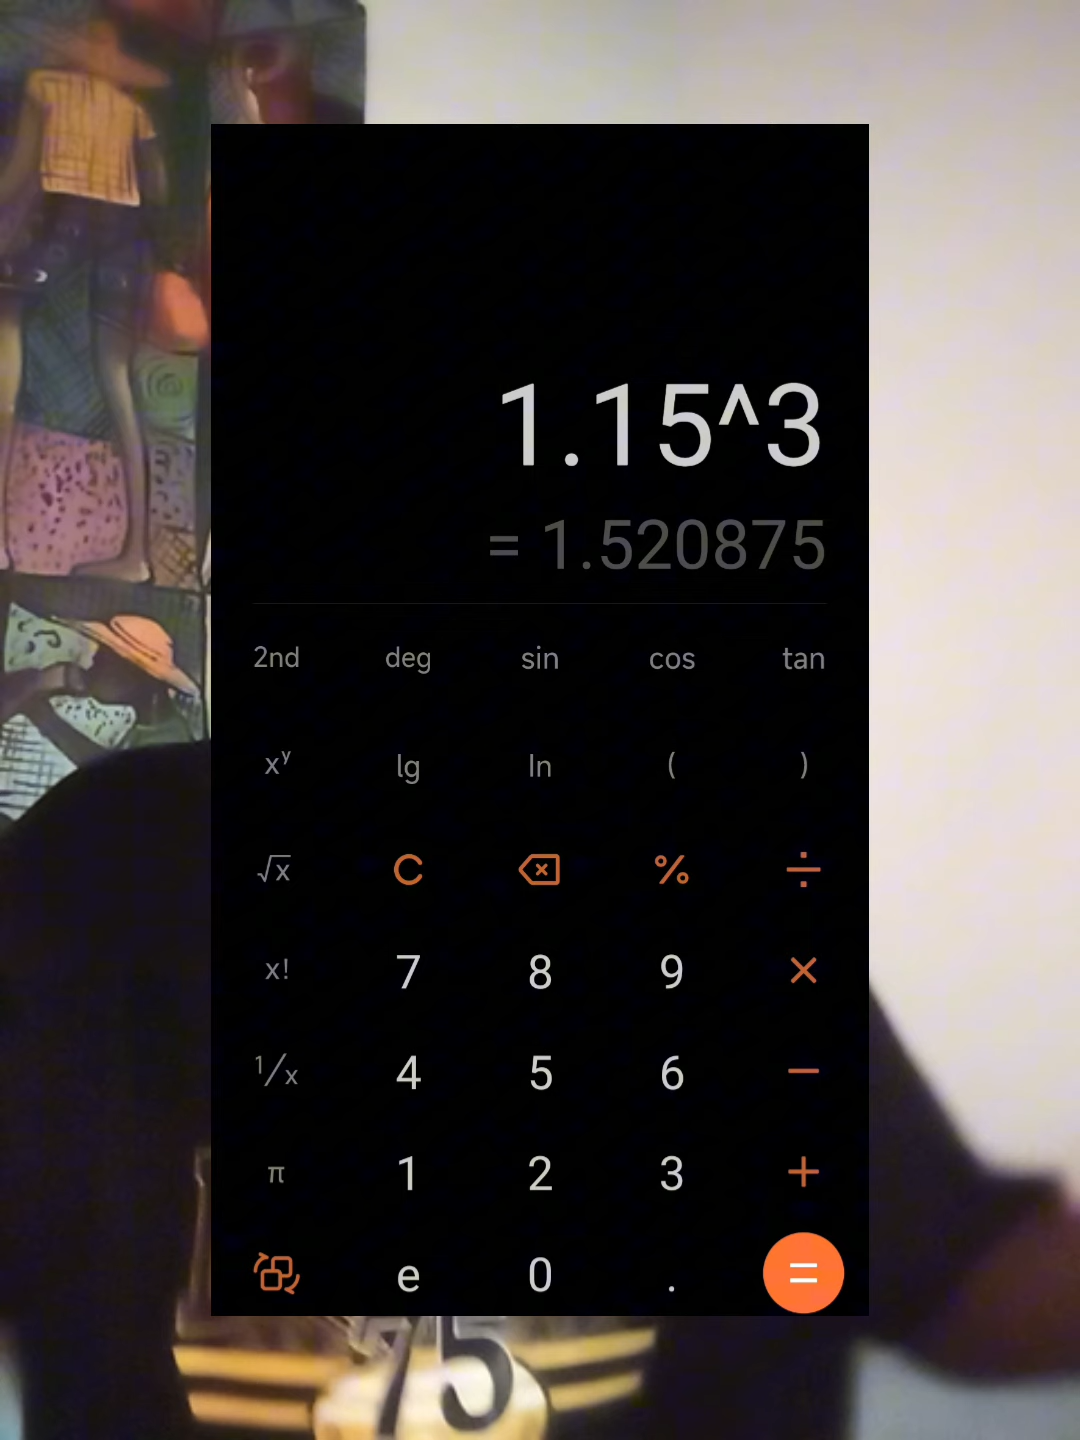 1.15^3
= 1.520875
2nd deg sin cos tan
xʸ lg ln ( )
√x C % ÷
x! 7 8 9 ×
1/x 4 5 6 −
π 1 2 3 +
e 0 . =
75